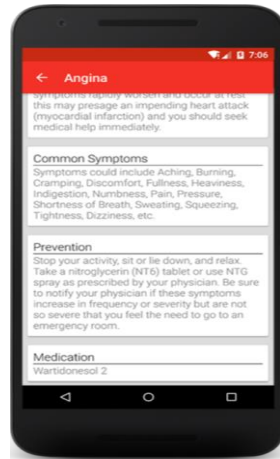 7:06
Angina
symptoms rapidly worsen and occur at rest
this may presage an impending heart attack
(myocardial infarction) and you should seek
medical help immediately.
Common Symptoms
Symptoms could include Aching, Burning,
Cramping, Discomfort, Fullness, Heaviness,
Indigestion, Numbness, Pain, Pressure,
Shortness of Breath, Sweating, Squeezing,
Tightness, Dizziness, etc.
Prevention
Stop your activity, sit or lie down, and relax.
Take a nitroglycerin (NT6) tablet or use NTG
spray as prescribed by your physician. Be sure
to notify your physician if these symptoms
increase in frequency or severity but are not
so severe that you feel the need to go to an
emergency room.
Medication
Wartidonesol 2